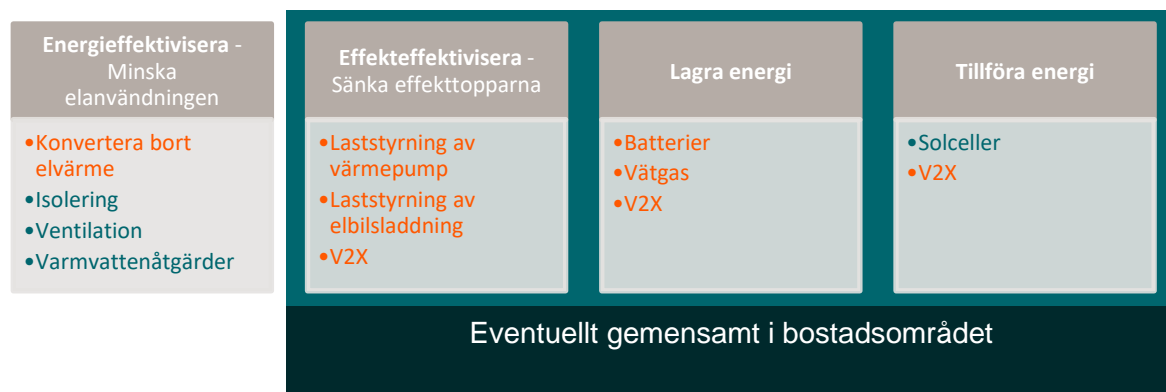 Energieffektivisera -
Minska
elanvändningen
•Konvertera bort
elvärme
•Isolering
•Ventilation
•Varmvattenåtgärder
Effekteffektivisera -
Sänka effekttopparna
•Laststyrning av
värmepump
•Laststyrning av
elbilsladdning
•V2X
Lagra energi
•Batterier
•Vätgas
•V2X
Tillföra energi
•Solceller
•V2X
Eventuellt gemensamt i bostadsområdet